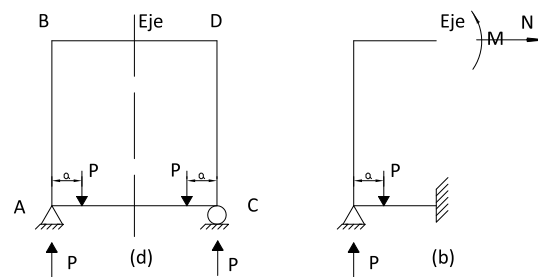 B Eje D Eje N
M
P P P
a a a
A C
P (d) P P (b)